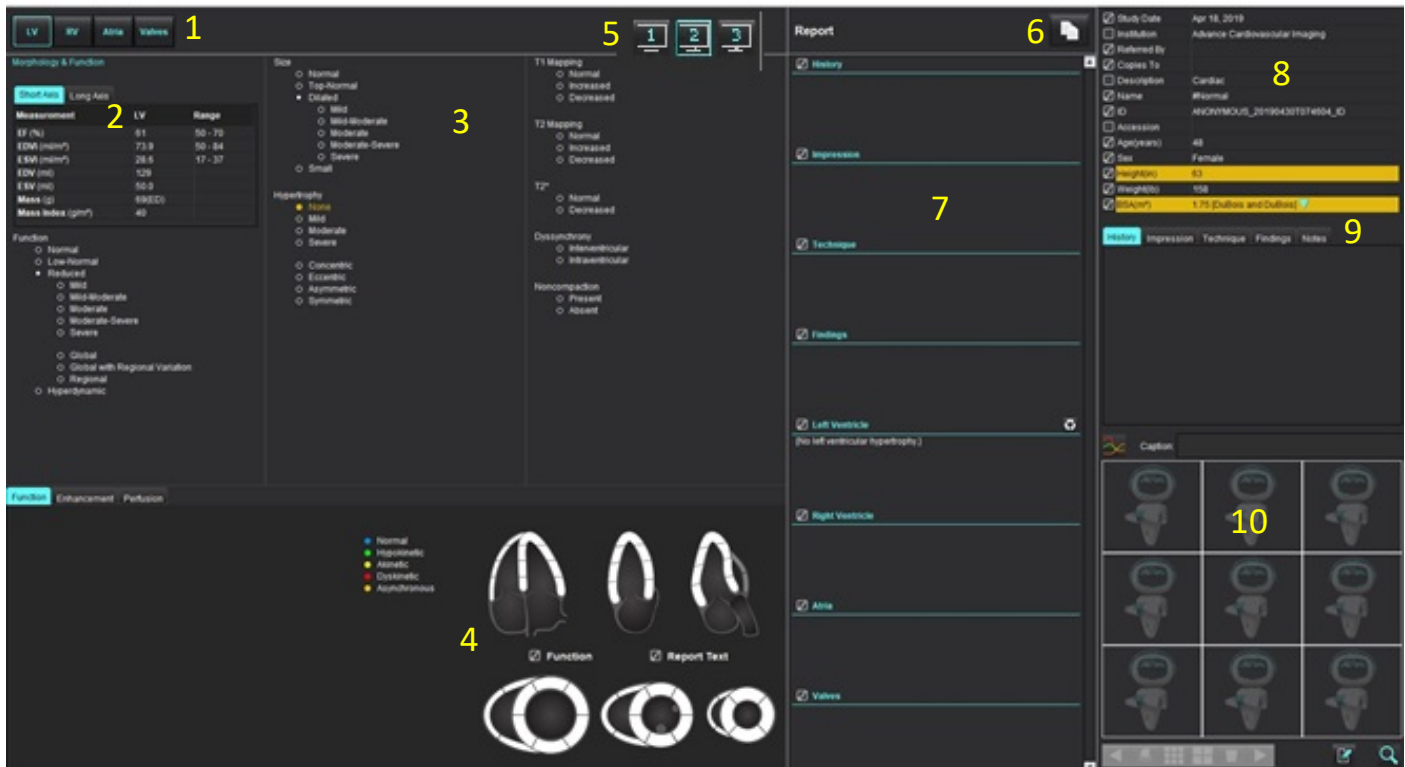 LV RV Atria Valves 1
5 1 2 3
Morphology & Function
Short Axis Long Axis
2
Measurement LV Range
EF (%) 61 50 - 70
EDVI (ml/m²) 73.9 50 - 84
ESVI (ml/m²) 28.6 17 - 37
EDV (ml) 129
ESV (ml) 50.0
Mass (g) 69(ED)
Mass Index (g/m²) 40
Function
Normal
Low-Normal
Reduced
Mild
Mild-Moderate
Moderate
Moderate-Severe
Severe
Global
Global with Regional Variation
Regional
Hyperdynamic
Size
Normal
Top-Normal
Dilated
Mild
Mild-Moderate
Moderate
Moderate-Severe
Severe
Small
3
Hypertrophy
None
Mild
Moderate
Severe
Concentric
Eccentric
Asymmetric
Symmetric
T1 Mapping
Normal
Increased
Decreased
T2 Mapping
Normal
Increased
Decreased
T2*
Normal
Decreased
Dyssynchrony
Interventricular
Intraventricular
Noncompaction
Present
Absent
Function Enhancement Perfusion
Normal
Hypokinetic
Akinetic
Dyskinetic
Asynchronous
4
Function Report Text
Report 6
History
Impression
7
Technique
Findings
Left Ventricle
(No left ventricular hypertrophy.)
Right Ventricle
Atria
Valves
Study Date Apr 18, 2019
Institution Advance Cardiovascular Imaging
Referred By
Copies To
8
Description Cardiac
Name #Normal
ID ANONYMOUS_20190430T074604_ID
Accession
Age(years) 48
Sex Female
Height(in) 63
Weight(lb) 158
BSA(m²) 1.75 [DuBois and DuBois]
History Impression Technique Findings Notes 9
Caption:
10